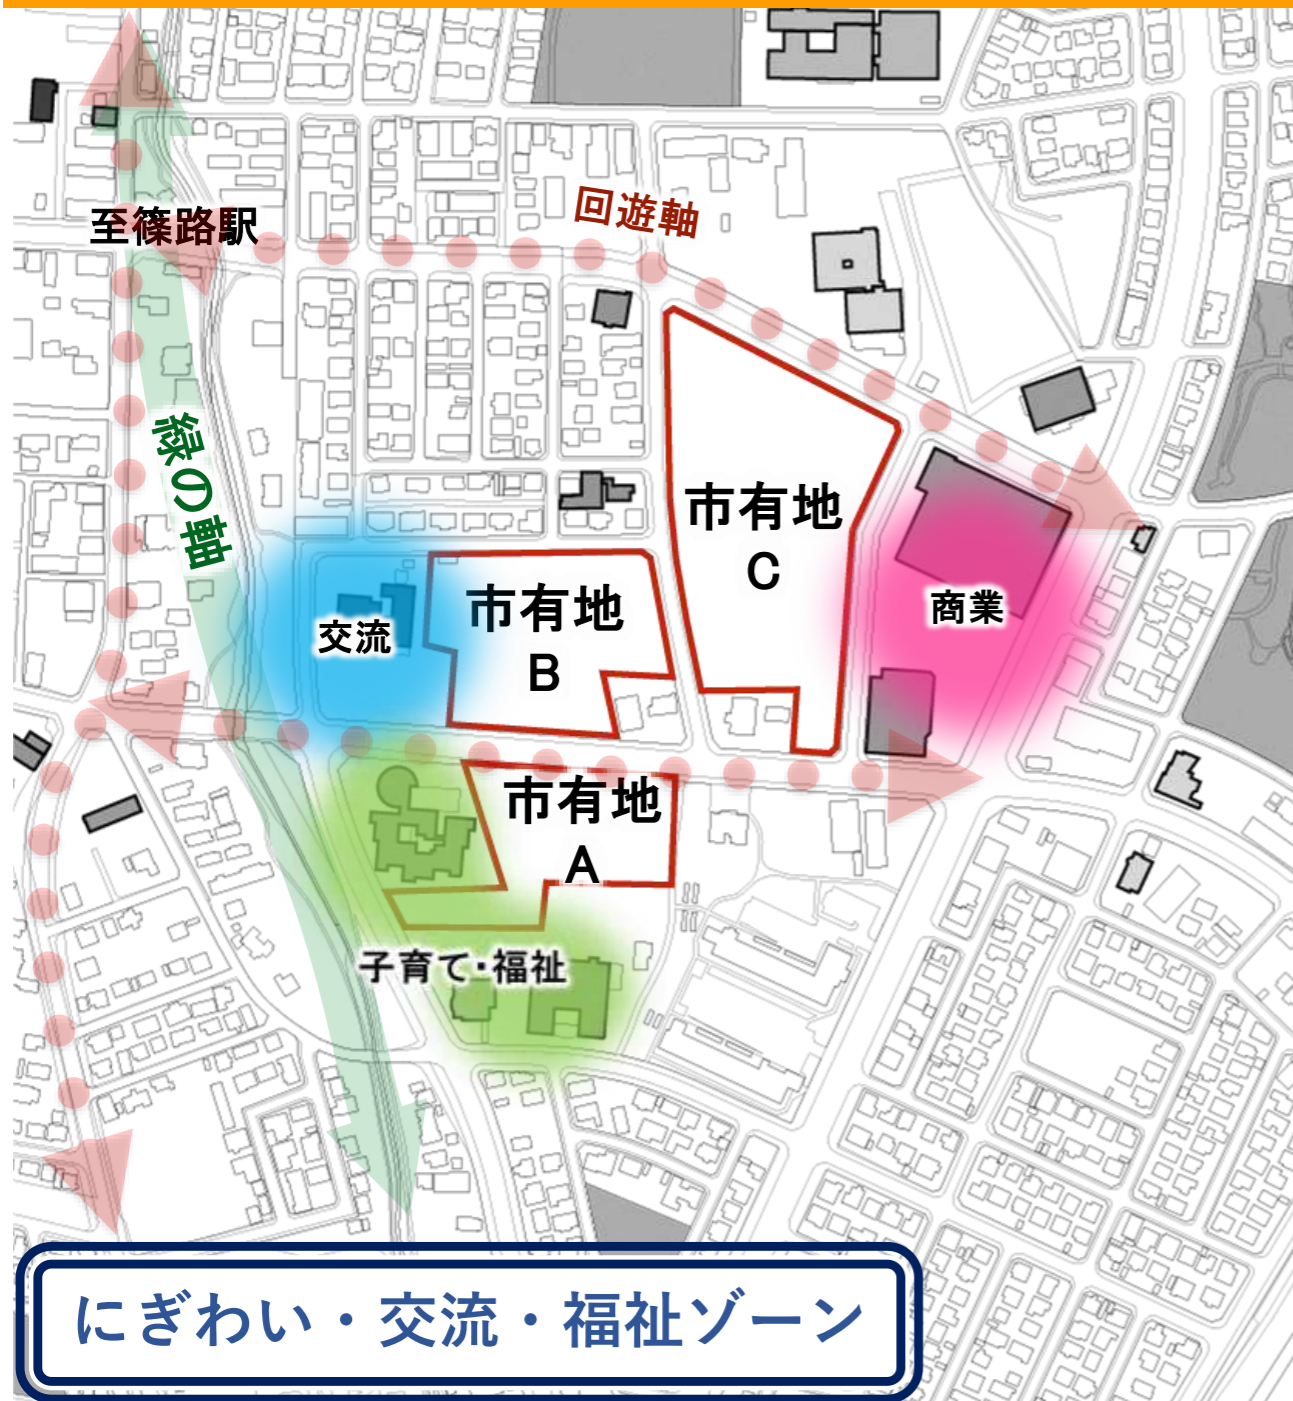 回遊軸
至篠路駅
緑の軸
市有地
C
市有地
B
交流
商業
市有地
A
子育て・福祉
にぎわい・交流・福祉ゾーン